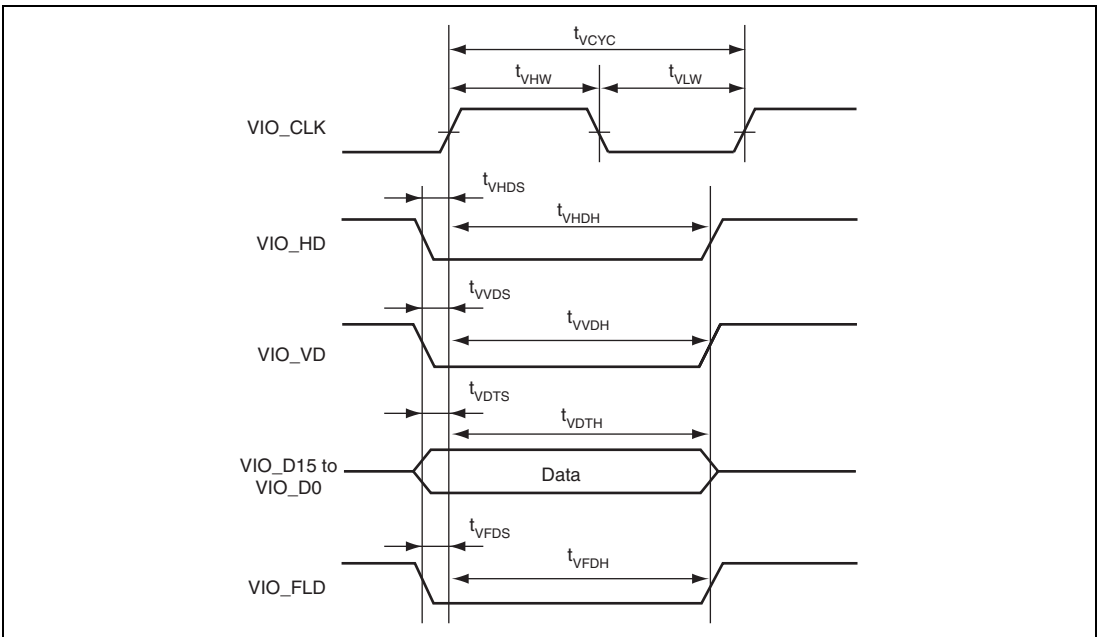 tVCYC
tVHW tVLW
VIO_CLK
tVHDS
tVHDH
VIO_HD
tVVDS
tVVDH
VIO_VD
tVDTS
tVDTH
VIO_D15 to
VIO_D0
Data
tVFDS
tVFDH
VIO_FLD